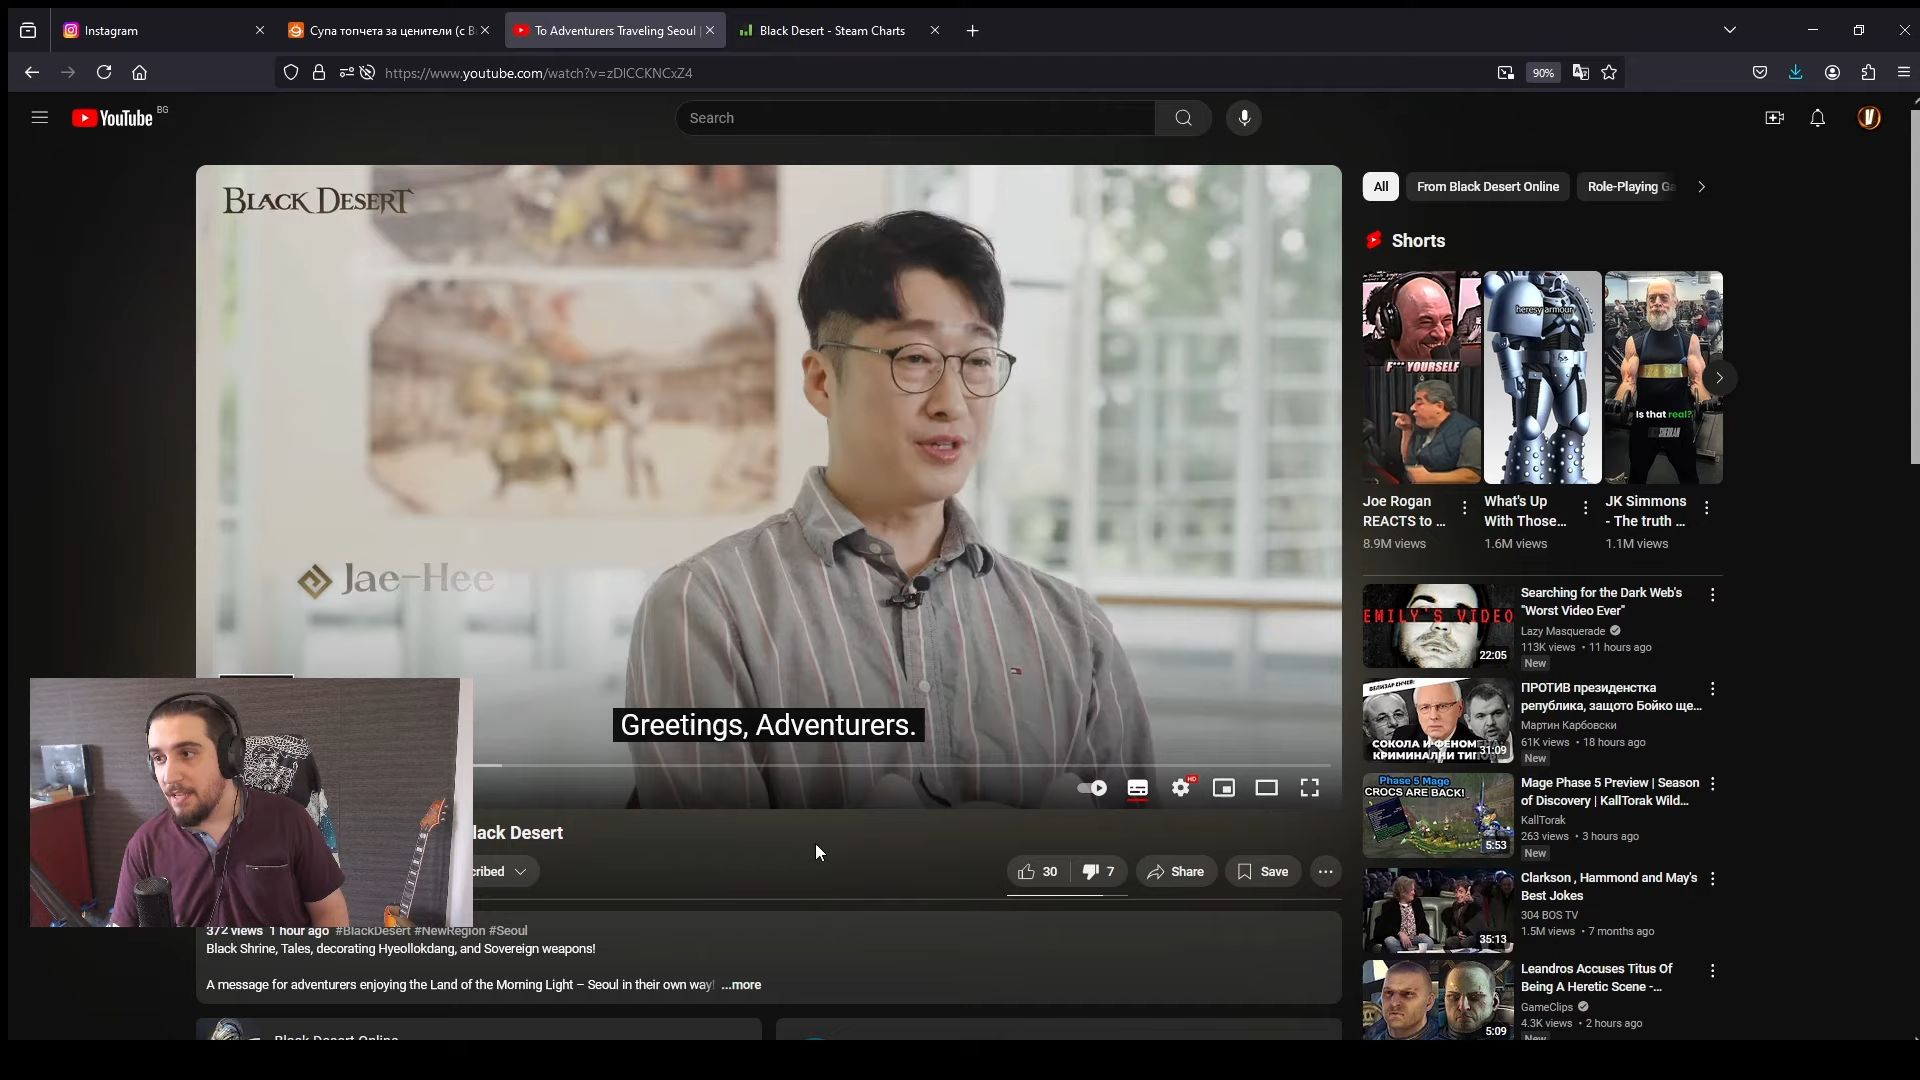 Instagram
Супа топчета за ценители (с В
To Adventurers Traveling Seoul |
Black Desert - Steam Charts
https://www.youtube.com/watch?v=zDlCCKNCxZ4
90%
YouTube
BG
Search
BLACK DESERT
All
From Black Desert Online
Role-Playing Ga
Shorts
heresy armour
F*** YOURSELF
Is that real?
Jae-Hee
Joe Rogan
REACTS to ...
8.9M views
What's Up
With Those...
1.6M views
JK Simmons
- The truth ...
1.1M views
Greetings, Adventurers.
HD
EMILY'S VIDEO
22:05
Searching for the Dark Web's
"Worst Video Ever"
Lazy Masquerade
113K views • 11 hours ago
New
СОКОЛА И ФЕНОМ
КРИМИНАЛНИ ТИПОВЕ
31:09
ПРОТИВ президенстка
република, защото Бойко ще...
Мартин Карбовски
61K views • 18 hours ago
New
Phase 5 Mage
CROCS ARE BACK!
5:53
Mage Phase 5 Preview | Season
of Discovery | KallTorak Wild...
KallTorak
263 views • 3 hours ago
New
35:13
Clarkson , Hammond and May's
Best Jokes
304 BOS TV
1.5M views • 7 months ago
5:09
Leandros Accuses Titus Of
Being A Heretic Scene -...
GameClips
4.3K views • 2 hours ago
New
lack Desert
cribed
30
7
Share
Save
372 views 1 hour ago #BlackDesert #NewRegion #Seoul
Black Shrine, Tales, decorating Hyeollokdang, and Sovereign weapons!
A message for adventurers enjoying the Land of the Morning Light – Seoul in their own way! ...more
Black Desert Online